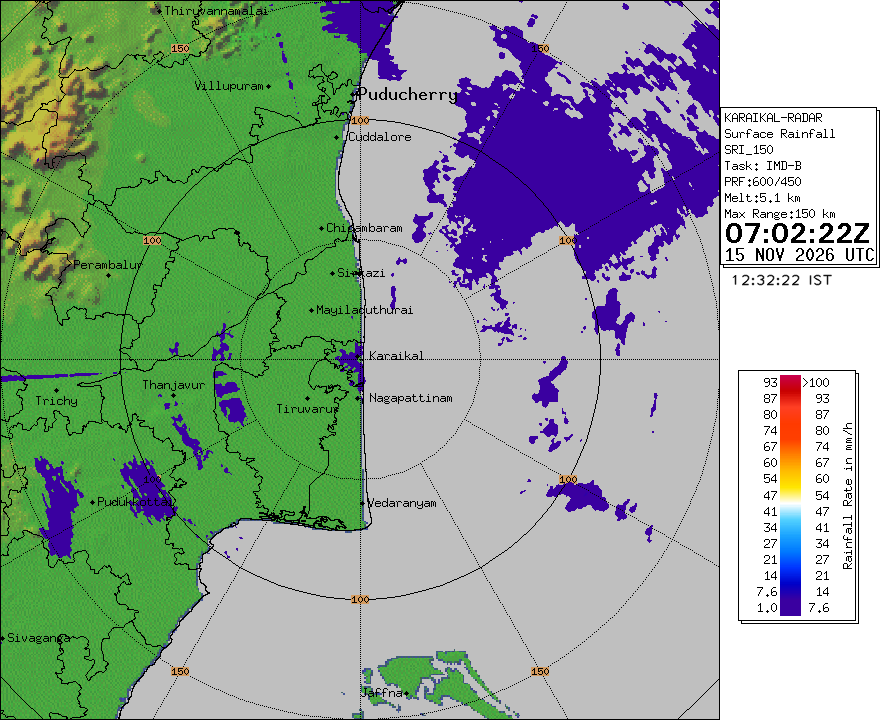 Thiruvannamalai
150
150
Villupuram
Puducherry
100
Cuddalore
Chidambaram
100
100
Perambalur
Sirkazi
Mayiladuthurai
Karaikal
Thanjavur
Trichy
Tiruvarur
Nagapattinam
100
100
Pudukkottai
Vedaranyam
100
Sivaganga
150
150
Jaffna
KARAIKAL-RADAR
Surface Rainfall
SRI_150
Task: IMD-B
PRF:600/450
Melt:5.1 km
Max Range:150 km
07:02:22Z
15 NOV 2026 UTC
12:32:22 IST
93 >100
87 93
80 87
74 80
67 74
60 67
54 60
47 54
41 47
34 41
27 34
21 27
14 21
7.6 14
1.0 7.6
Rainfall Rate in mm/h